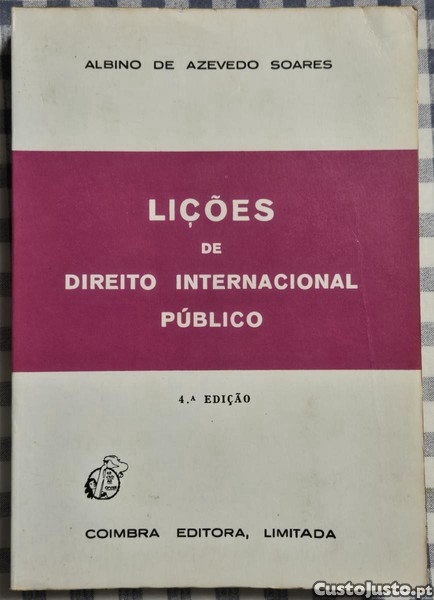 ALBINO DE AZEVEDO SOARES
LIÇÕES
DE
DIREITO INTERNACIONAL
PÚBLICO
4.ª EDIÇÃO
COIMBRA EDITORA, LIMITADA
CustoJusto.pt